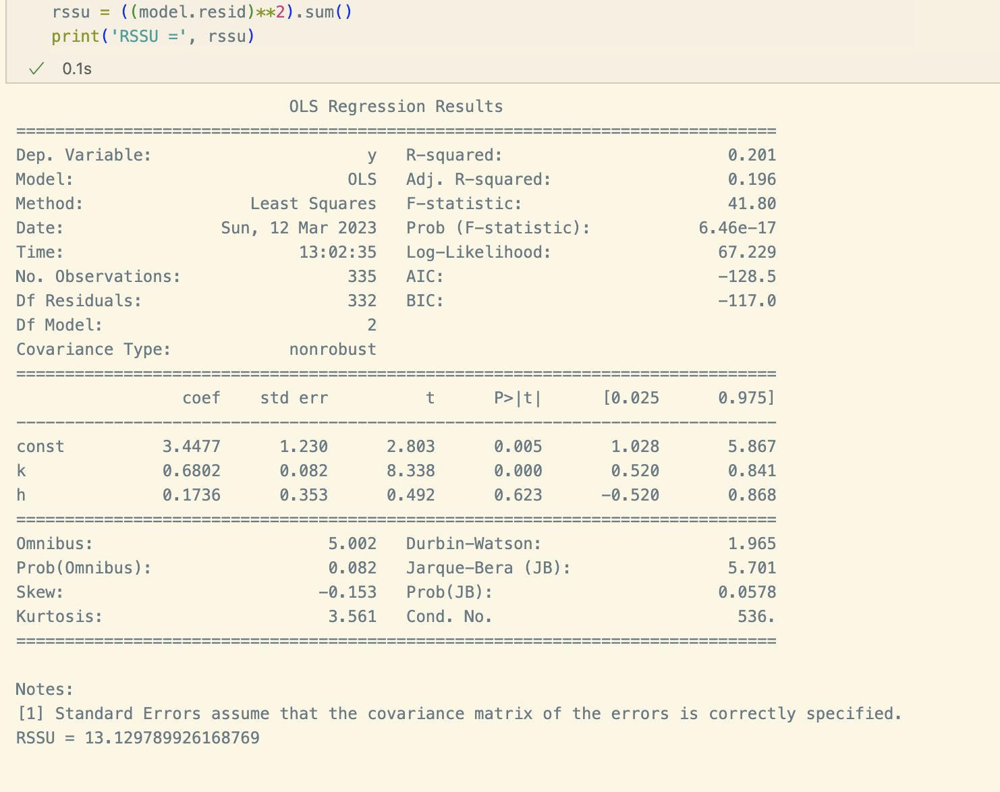 rssu = ((model.resid)**2).sum()
print('RSSU =', rssu)
✓ 0.1s
OLS Regression Results
==============================================================================
Dep. Variable: y R-squared: 0.201
Model: OLS Adj. R-squared: 0.196
Method: Least Squares F-statistic: 41.80
Date: Sun, 12 Mar 2023 Prob (F-statistic): 6.46e-17
Time: 13:02:35 Log-Likelihood: 67.229
No. Observations: 335 AIC: -128.5
Df Residuals: 332 BIC: -117.0
Df Model: 2
Covariance Type: nonrobust
==============================================================================
coef std err t P>|t| [0.025 0.975]
------------------------------------------------------------------------------
const 3.4477 1.230 2.803 0.005 1.028 5.867
k 0.6802 0.082 8.338 0.000 0.520 0.841
h 0.1736 0.353 0.492 0.623 -0.520 0.868
==============================================================================
Omnibus: 5.002 Durbin-Watson: 1.965
Prob(Omnibus): 0.082 Jarque-Bera (JB): 5.701
Skew: -0.153 Prob(JB): 0.0578
Kurtosis: 3.561 Cond. No. 536.
==============================================================================
Notes:
[1] Standard Errors assume that the covariance matrix of the errors is correctly specified.
RSSU = 13.129789926168769